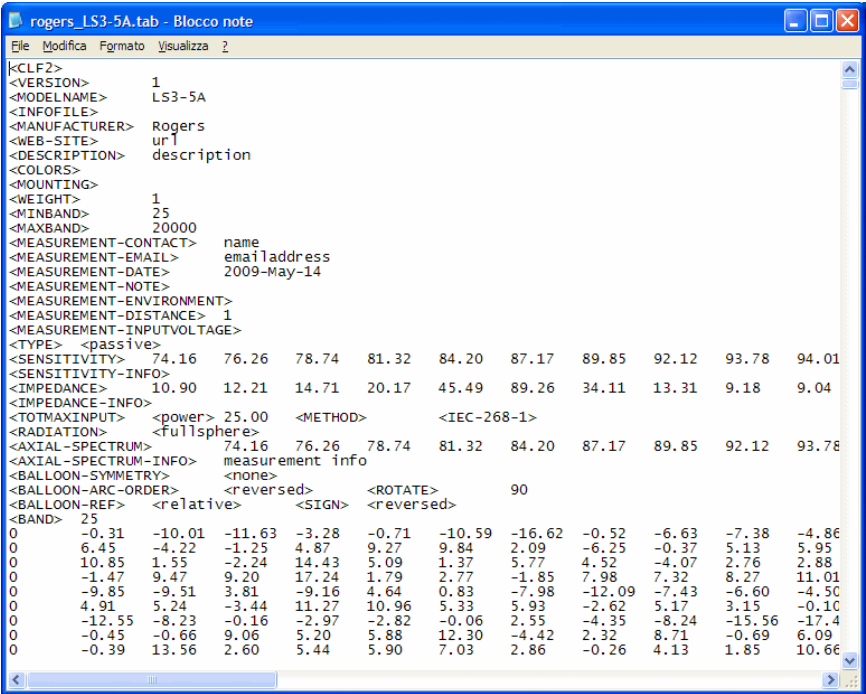 rogers_LS3-5A.tab - Blocco note
File Modifica Formato Visualizza ?
<CLF2>
<VERSION> 1
<MODELNAME> LS3-5A
<INFOFILE>
<MANUFACTURER> Rogers
<WEB-SITE> url
<DESCRIPTION> description
<COLORS>
<MOUNTING>
<WEIGHT> 1
<MINBAND> 25
<MAXBAND> 20000
<MEASUREMENT-CONTACT> name
<MEASUREMENT-EMAIL> emailaddress
<MEASUREMENT-DATE> 2009-May-14
<MEASUREMENT-NOTE>
<MEASUREMENT-ENVIRONMENT>
<MEASUREMENT-DISTANCE> 1
<MEASUREMENT-INPUTVOLTAGE>
<TYPE> <passive>
<SENSITIVITY> 74.16 76.26 78.74 81.32 84.20 87.17 89.85 92.12 93.78 94.01
<SENSITIVITY-INFO>
<IMPEDANCE> 10.90 12.21 14.71 20.17 45.49 89.26 34.11 13.31 9.18 9.04
<IMPEDANCE-INFO>
<TOTMAXINPUT> <power> 25.00 <METHOD> <IEC-268-1>
<RADIATION> <fullsphere>
<AXIAL-SPECTRUM> 74.16 76.26 78.74 81.32 84.20 87.17 89.85 92.12 93.78
<AXIAL-SPECTRUM-INFO> measurement info
<BALLOON-SYMMETRY> <none>
<BALLOON-ARC-ORDER> <reversed> <ROTATE> 90
<BALLOON-REF> <relative> <SIGN> <reversed>
<BAND> 25
0 -0.31 -10.01 -11.63 -3.28 -0.71 -10.59 -16.62 -0.52 -6.63 -7.38 -4.86
0 6.45 -4.22 -1.25 4.87 9.27 9.84 2.09 -6.25 -0.37 5.13 5.95
0 10.85 1.55 -2.24 14.43 5.09 1.37 5.77 4.52 -4.07 2.76 2.88
0 -1.47 9.47 9.20 17.24 1.79 2.77 -1.85 7.98 7.32 8.27 11.01
0 -9.85 -9.51 3.81 -9.16 4.64 0.83 -7.98 -12.09 -7.43 -6.60 -4.50
0 4.91 5.24 -3.44 11.27 10.96 5.33 5.93 -2.62 5.17 3.15 -0.10
0 -12.55 -8.23 -0.16 -2.97 -2.82 -0.06 2.55 -4.35 -8.24 -15.56 -17.4
0 -0.45 -0.66 9.06 5.20 5.88 12.30 -4.42 2.32 8.71 -0.69 6.09
0 -0.39 13.56 2.60 5.44 5.90 7.03 2.86 -0.26 4.13 1.85 10.66